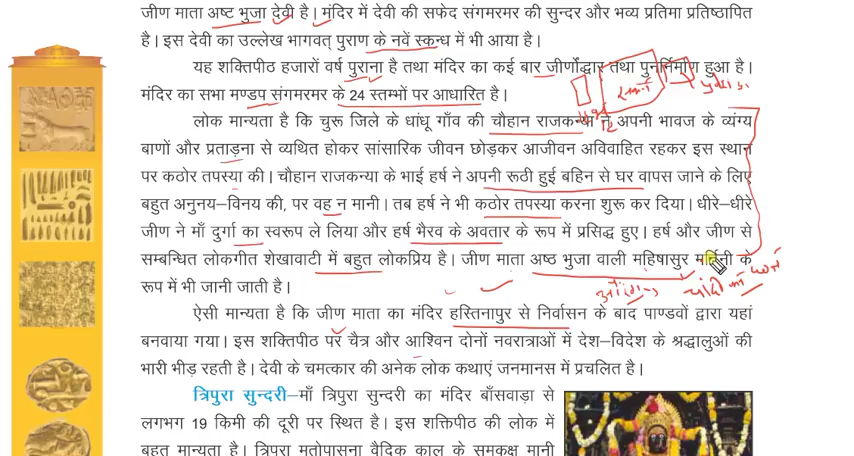 जीण माता अष्ट भुजा देवी है। मंदिर में देवी की सफेद संगमरमर की सुन्दर और भव्य प्रतिमा प्रतिष्ठापित
है। इस देवी का उल्लेख भागवत् पुराण के नवें स्कन्ध में भी आया है।
यह शक्तिपीठ हजारों वर्ष पुराना है तथा मंदिर का कई बार जीर्णोद्धार तथा पुनर्निर्माण हुआ है।
मंदिर का सभा मण्डप संगमरमर के 24 स्तम्भों पर आधारित है।
लोक मान्यता है कि चुरू जिले के धांधू गाँव की चौहान राजकन्या ने अपनी भावज के व्यंग्य
बाणों और प्रताड़ना से व्यथित होकर सांसारिक जीवन छोड़कर आजीवन अविवाहित रहकर इस स्थान
पर कठोर तपस्या की। चौहान राजकन्या के भाई हर्ष ने अपनी रूठी हुई बहिन से घर वापस जाने के लिए
बहुत अनुनय–विनय की, पर वह न मानी। तब हर्ष ने भी कठोर तपस्या करना शुरू कर दिया। धीरे–धीरे
जीण ने माँ दुर्गा का स्वरूप ले लिया और हर्ष भैरव के अवतार के रूप में प्रसिद्ध हुए। हर्ष और जीण से
सम्बन्धित लोकगीत शेखावाटी में बहुत लोकप्रिय है। जीण माता अष्ठ भुजा वाली महिषासुर मर्दिनी के
रूप में भी जानी जाती है।
ऐसी मान्यता है कि जीण माता का मंदिर हस्तिनापुर से निर्वासन के बाद पाण्डवों द्वारा यहां
बनवाया गया। इस शक्तिपीठ पर चैत्र और आश्विन दोनों नवरात्राओं में देश–विदेश के श्रद्धालुओं की
भारी भीड़ रहती है। देवी के चमत्कार की अनेक लोक कथाएं जनमानस में प्रचलित है।
त्रिपुरा सुन्दरी–माँ त्रिपुरा सुन्दरी का मंदिर बाँसवाड़ा से
लगभग 19 किमी की दूरी पर स्थित है। इस शक्तिपीठ की लोक में
बहुत मान्यता है। त्रिपुरा मतोपासना वैदिक काल के समकक्ष मानी